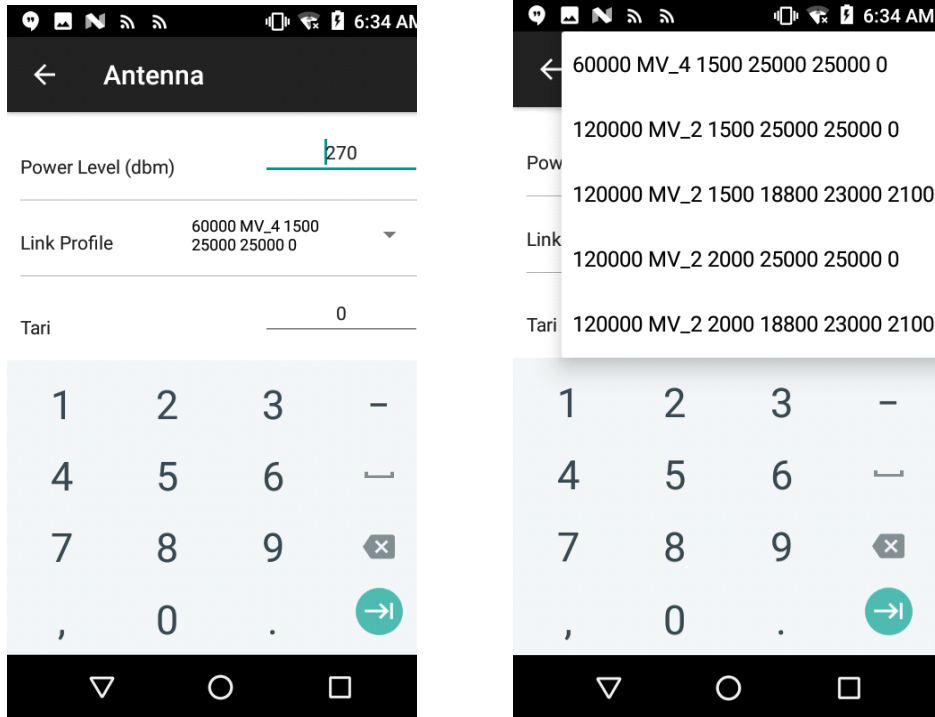 6:34 AM
Antenna
Power Level (dbm)
270
Link Profile
60000 MV_4 1500
25000 25000 0
Tari
0
1 2 3 -
4 5 6
7 8 9
, 0 .
6:34 AM
60000 MV_4 1500 25000 25000 0
120000 MV_2 1500 25000 25000 0
Pow
120000 MV_2 1500 18800 23000 2100
Link
120000 MV_2 2000 25000 25000 0
Tari
120000 MV_2 2000 18800 23000 2100
1 2 3 -
4 5 6
7 8 9
, 0 .